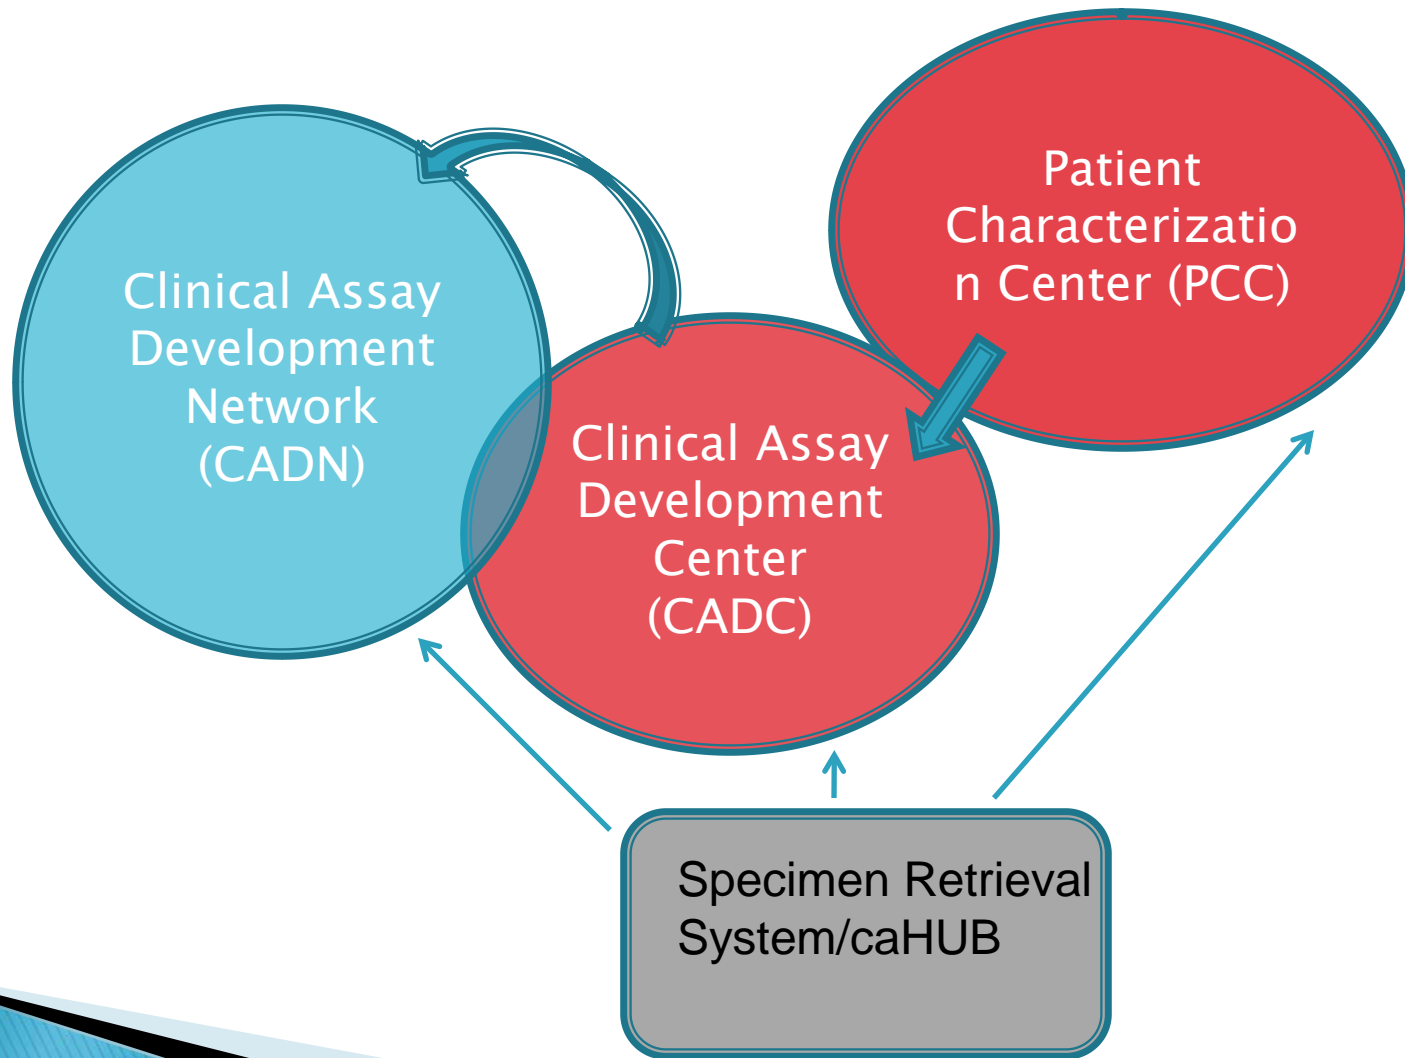 Clinical Assay
Development
Network
(CADN)
Patient
Characterizatio
n Center (PCC)
Clinical Assay
Development
Center
(CADC)
Specimen Retrieval
System/caHUB